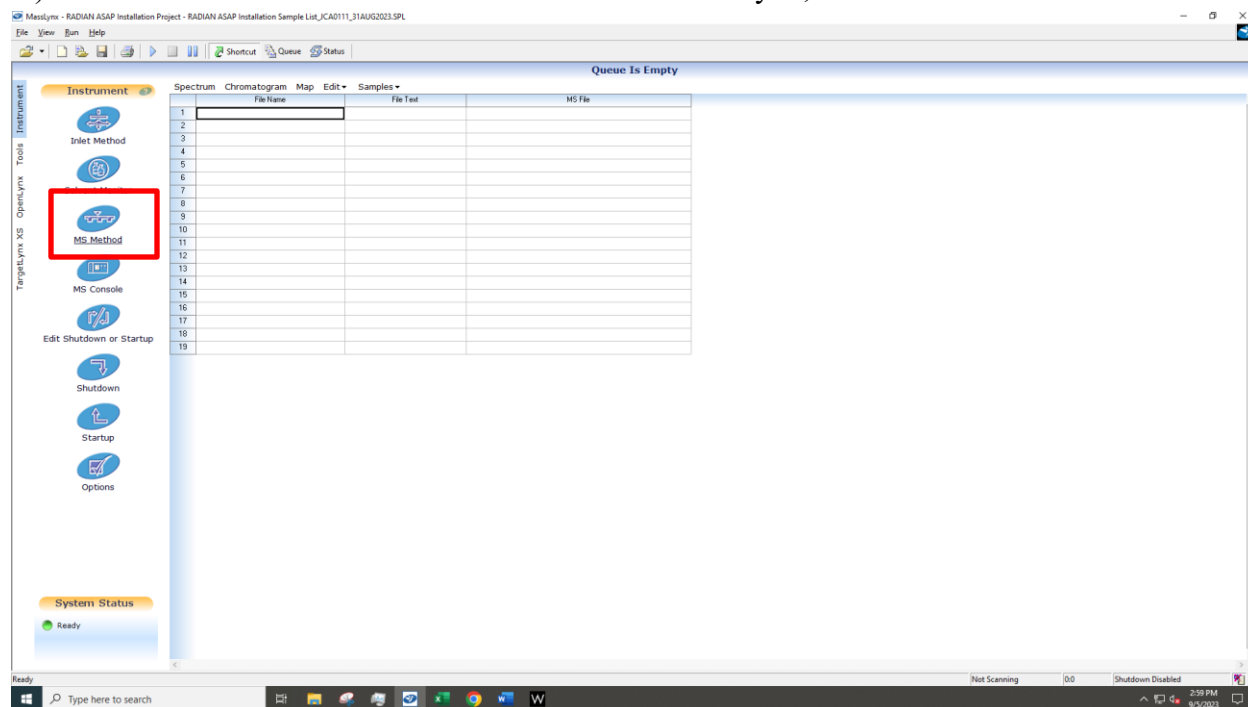 MassLynx - RADIAN ASAP Installation Project - RADIAN ASAP Installation Sample List_JCA0111_31AUG2023.SPL
File View Run Help
Shortcut Queue Status
Queue Is Empty
Instrument
Tools
OpenLynx
TargetLynx XS
Instrument
Inlet Method
MS Method
MS Console
Edit Shutdown or Startup
Shutdown
Startup
Options
System Status
Ready
Spectrum Chromatogram Map Edit Samples
File Name File Text MS File
1
2
3
4
5
6
7
8
9
10
11
12
13
14
15
16
17
18
19
Ready Not Scanning 0:0 Shutdown Disabled
Type here to search
W
2:59 PM
9/5/2023